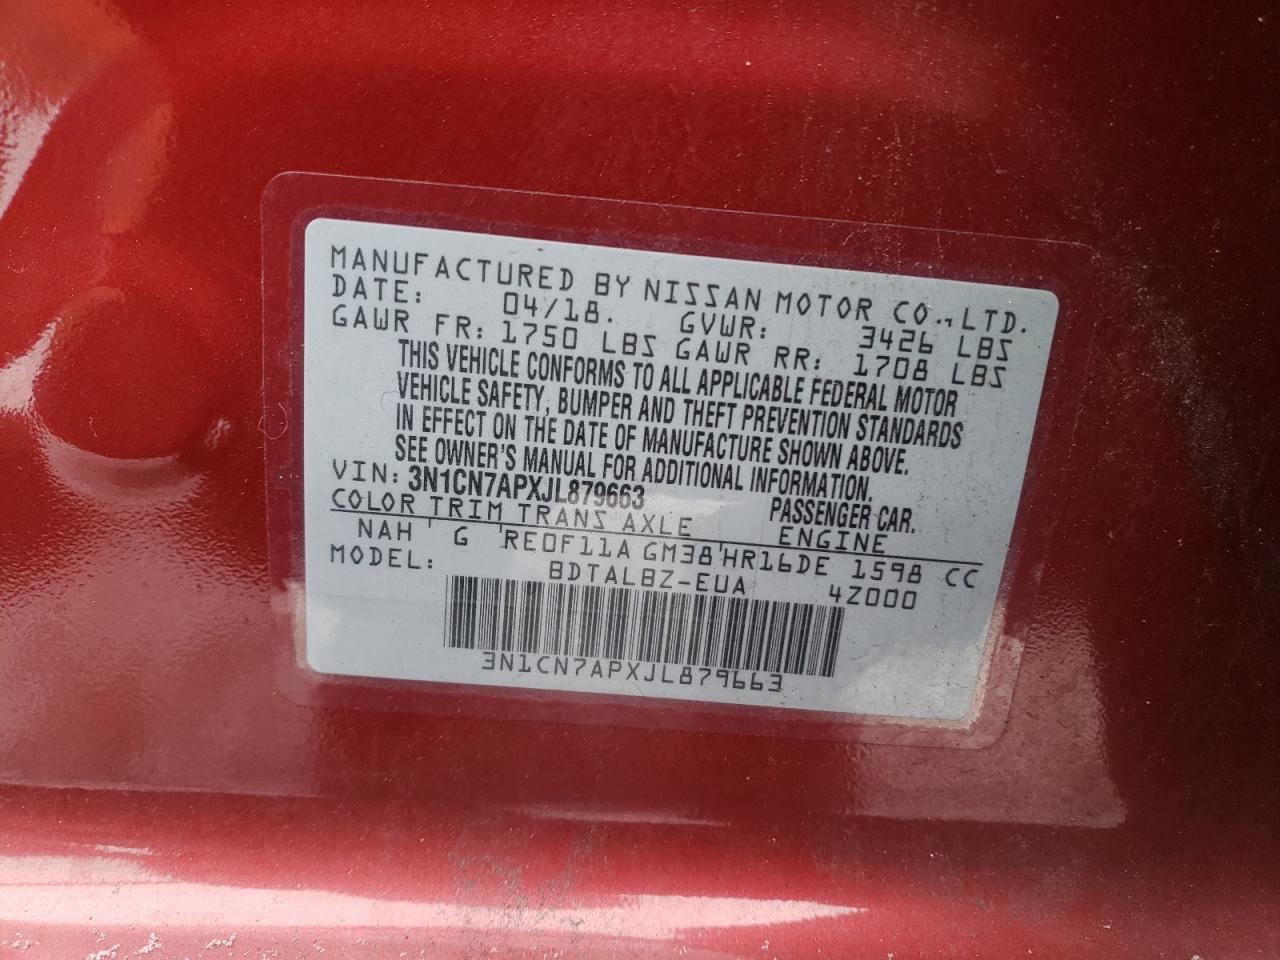 MANUFACTURED BY NISSAN MOTOR CO., LTD.
DATE: 04/18. GVWR: 3426 LBS
GAWR FR: 1750 LBS GAWR RR: 1708 LBS
THIS VEHICLE CONFORMS TO ALL APPLICABLE FEDERAL MOTOR
VEHICLE SAFETY, BUMPER AND THEFT PREVENTION STANDARDS
IN EFFECT ON THE DATE OF MANUFACTURE SHOWN ABOVE.
SEE OWNER'S MANUAL FOR ADDITIONAL INFORMATION.
VIN: 3N1CN7APXJL879663 PASSENGER CAR.
COLOR TRIM TRANS AXLE ENGINE
NAH G RE0F11A GM38 HR16DE 1598 CC
MODEL: BDTALBZ-EUA 4Z000
3N1CN7APXJL879663